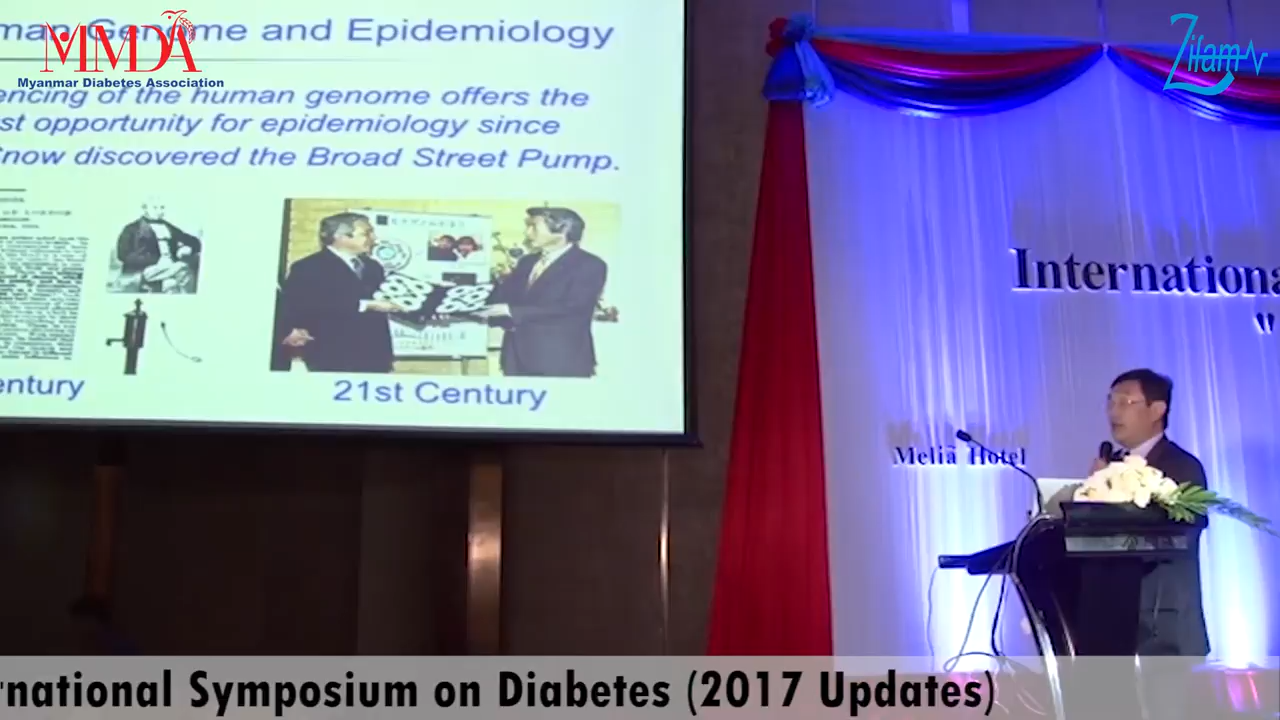 man Genome and Epidemiology
MMDA
Myanmar Diabetes Association
encing of the human genome offers the
st opportunity for epidemiology since
Snow discovered the Broad Street Pump.
entury
21st Century
Zifam
Internationa
"
Meliã Hotel
rnational Symposium on Diabetes (2017 Updates)